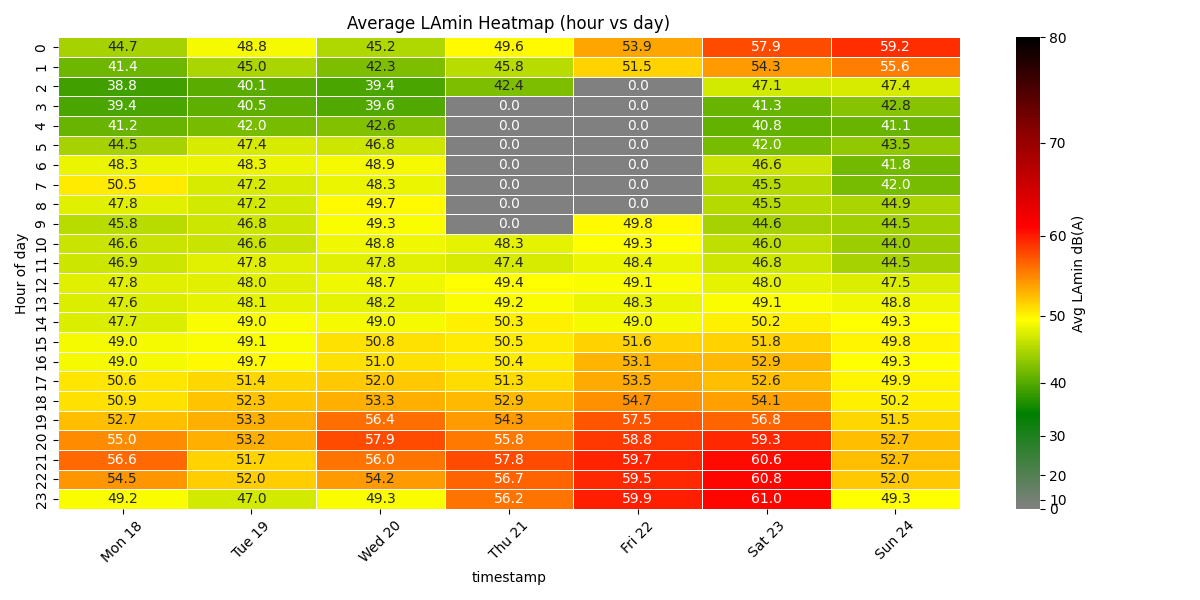 Average LAmin Heatmap (hour vs day)
Hour of day
0 44.7 48.8 45.2 49.6 53.9 57.9 59.2
1 41.4 45.0 42.3 45.8 51.5 54.3 55.6
2 38.8 40.1 39.4 42.4 0.0 47.1 47.4
3 39.4 40.5 39.6 0.0 0.0 41.3 42.8
4 41.2 42.0 42.6 0.0 0.0 40.8 41.1
5 44.5 47.4 46.8 0.0 0.0 42.0 43.5
6 48.3 48.3 48.9 0.0 0.0 46.6 41.8
7 50.5 47.2 48.3 0.0 0.0 45.5 42.0
8 47.8 47.2 49.7 0.0 0.0 45.5 44.9
9 45.8 46.8 49.3 0.0 49.8 44.6 44.5
10 46.6 46.6 48.8 48.3 49.3 46.0 44.0
11 46.9 47.8 47.8 47.4 48.4 46.8 44.5
12 47.8 48.0 48.7 49.4 49.1 48.0 47.5
13 47.6 48.1 48.2 49.2 48.3 49.1 48.8
14 47.7 49.0 49.0 50.3 49.0 50.2 49.3
15 49.0 49.1 50.8 50.5 51.6 51.8 49.8
16 49.0 49.7 51.0 50.4 53.1 52.9 49.3
17 50.6 51.4 52.0 51.3 53.5 52.6 49.9
18 50.9 52.3 53.3 52.9 54.7 54.1 50.2
19 52.7 53.3 56.4 54.3 57.5 56.8 51.5
20 55.0 53.2 57.9 55.8 58.8 59.3 52.7
21 56.6 51.7 56.0 57.8 59.7 60.6 52.7
22 54.5 52.0 54.2 56.7 59.5 60.8 52.0
23 49.2 47.0 49.3 56.2 59.9 61.0 49.3
Mon 18 Tue 19 Wed 20 Thu 21 Fri 22 Sat 23 Sun 24
timestamp
80
70
60
50
40
30
20
10
0
Avg LAmin dB(A)